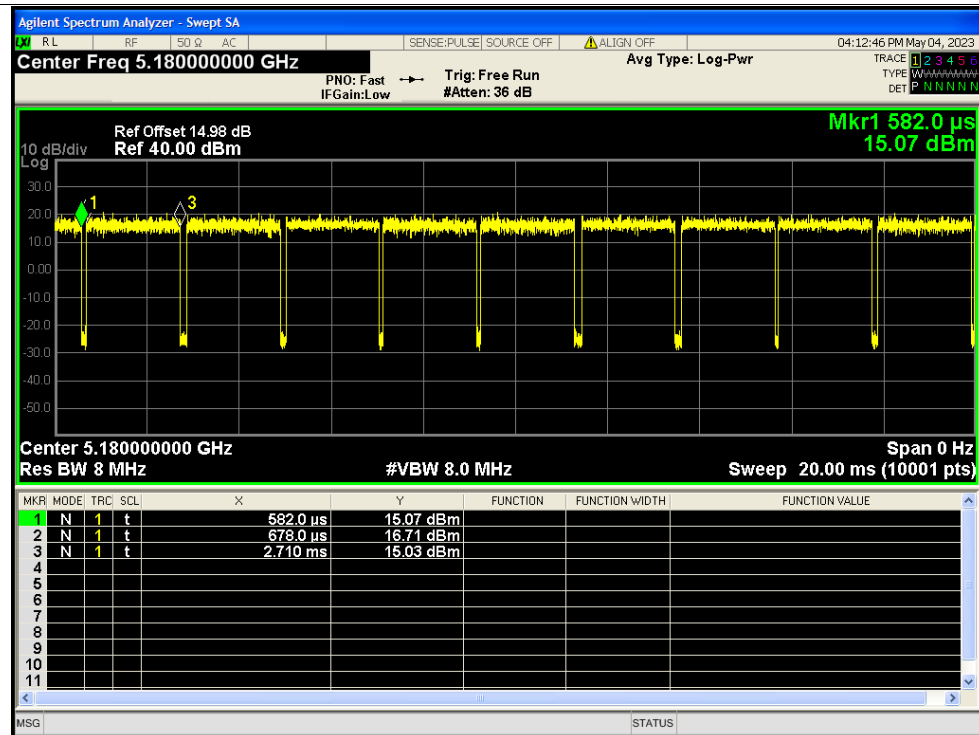 Agilent Spectrum Analyzer - Swept SA
LXI RL RF 50 Ω AC SENSE:PULSE SOURCE OFF ALIGN OFF 04:12:46 PM May 04, 2023
Center Freq 5.180000000 GHz Avg Type: Log-Pwr TRACE 1 2 3 4 5 6
PNO: Fast Trig: Free Run TYPE WWWWWW
IFGain:Low #Atten: 36 dB DET P N N N N N
Mkr1 582.0 µs
15.07 dBm
Ref Offset 14.98 dB
10 dB/div Ref 40.00 dBm
Log
30.0
1 3
20.0
10.0
0.00
-10.0
-20.0
-30.0
-40.0
-50.0
Center 5.180000000 GHz Span 0 Hz
Res BW 8 MHz #VBW 8.0 MHz Sweep 20.00 ms (10001 pts)
MKR MODE TRC SCL X Y FUNCTION FUNCTION WIDTH FUNCTION VALUE
1 N 1 t 582.0 µs 15.07 dBm
2 N 1 t 678.0 µs 16.71 dBm
3 N 1 t 2.710 ms 15.03 dBm
4
5
6
7
8
9
10
11
MSG STATUS